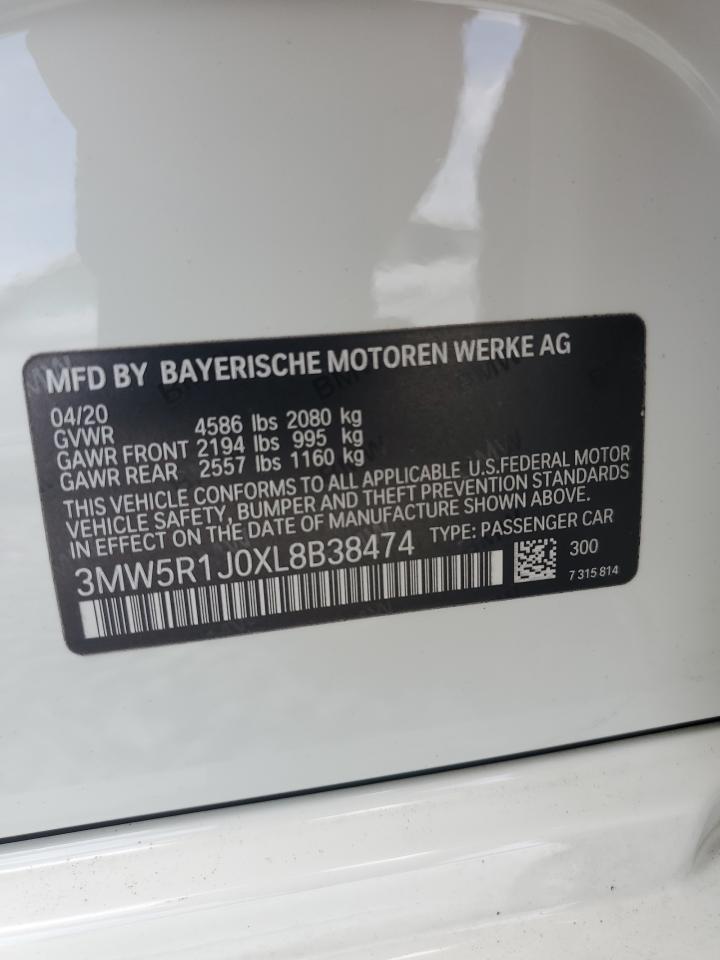 MFD BY BAYERISCHE MOTOREN WERKE AG
04/20
GVWR 4586 lbs 2080 kg
GAWR FRONT 2194 lbs 995 kg
GAWR REAR 2557 lbs 1160 kg
THIS VEHICLE CONFORMS TO ALL APPLICABLE U.S.FEDERAL MOTOR
VEHICLE SAFETY, BUMPER AND THEFT PREVENTION STANDARDS
IN EFFECT ON THE DATE OF MANUFACTURE SHOWN ABOVE.
3MW5R1J0XL8B38474 TYPE: PASSENGER CAR
300
7 315 814